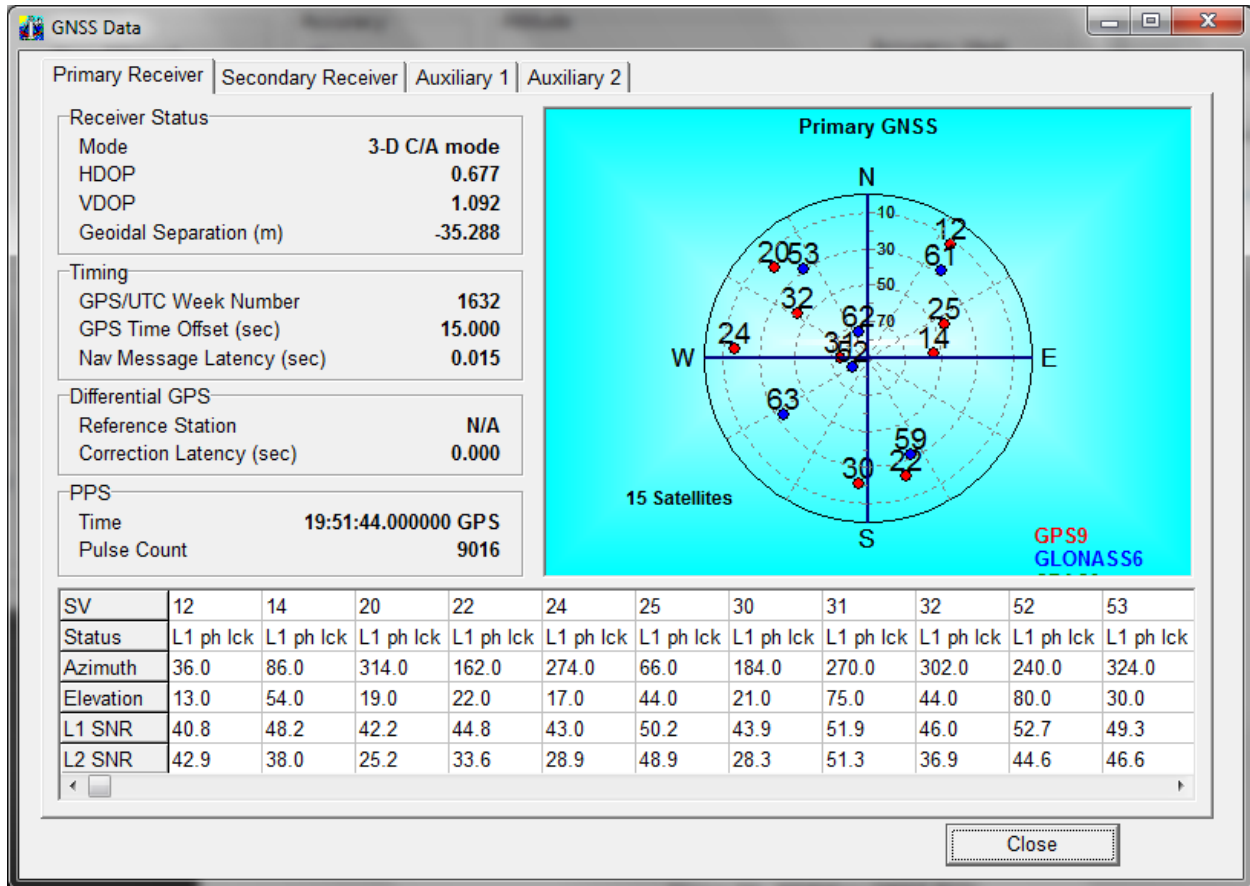 GNSS Data
Primary Receiver Secondary Receiver Auxiliary 1 Auxiliary 2
Receiver Status
Mode 3-D C/A mode
HDOP 0.677
VDOP 1.092
Geoidal Separation (m) -35.288
Timing
GPS/UTC Week Number 1632
GPS Time Offset (sec) 15.000
Nav Message Latency (sec) 0.015
Differential GPS
Reference Station N/A
Correction Latency (sec) 0.000
PPS
Time 19:51:44.000000 GPS
Pulse Count 9016
Primary GNSS
N
10
12
20 53 30 61
50
32 62 70 25
24 31 14
W 52 E
63
59
30 22
15 Satellites
S
GPS9
GLONASS6
SV 12 14 20 22 24 25 30 31 32 52 53
Status L1 ph lck L1 ph lck L1 ph lck L1 ph lck L1 ph lck L1 ph lck L1 ph lck L1 ph lck L1 ph lck L1 ph lck L1 ph lck
Azimuth 36.0 86.0 314.0 162.0 274.0 66.0 184.0 270.0 302.0 240.0 324.0
Elevation 13.0 54.0 19.0 22.0 17.0 44.0 21.0 75.0 44.0 80.0 30.0
L1 SNR 40.8 48.2 42.2 44.8 43.0 50.2 43.9 51.9 46.0 52.7 49.3
L2 SNR 42.9 38.0 25.2 33.6 28.9 48.9 28.3 51.3 36.9 44.6 46.6
Close